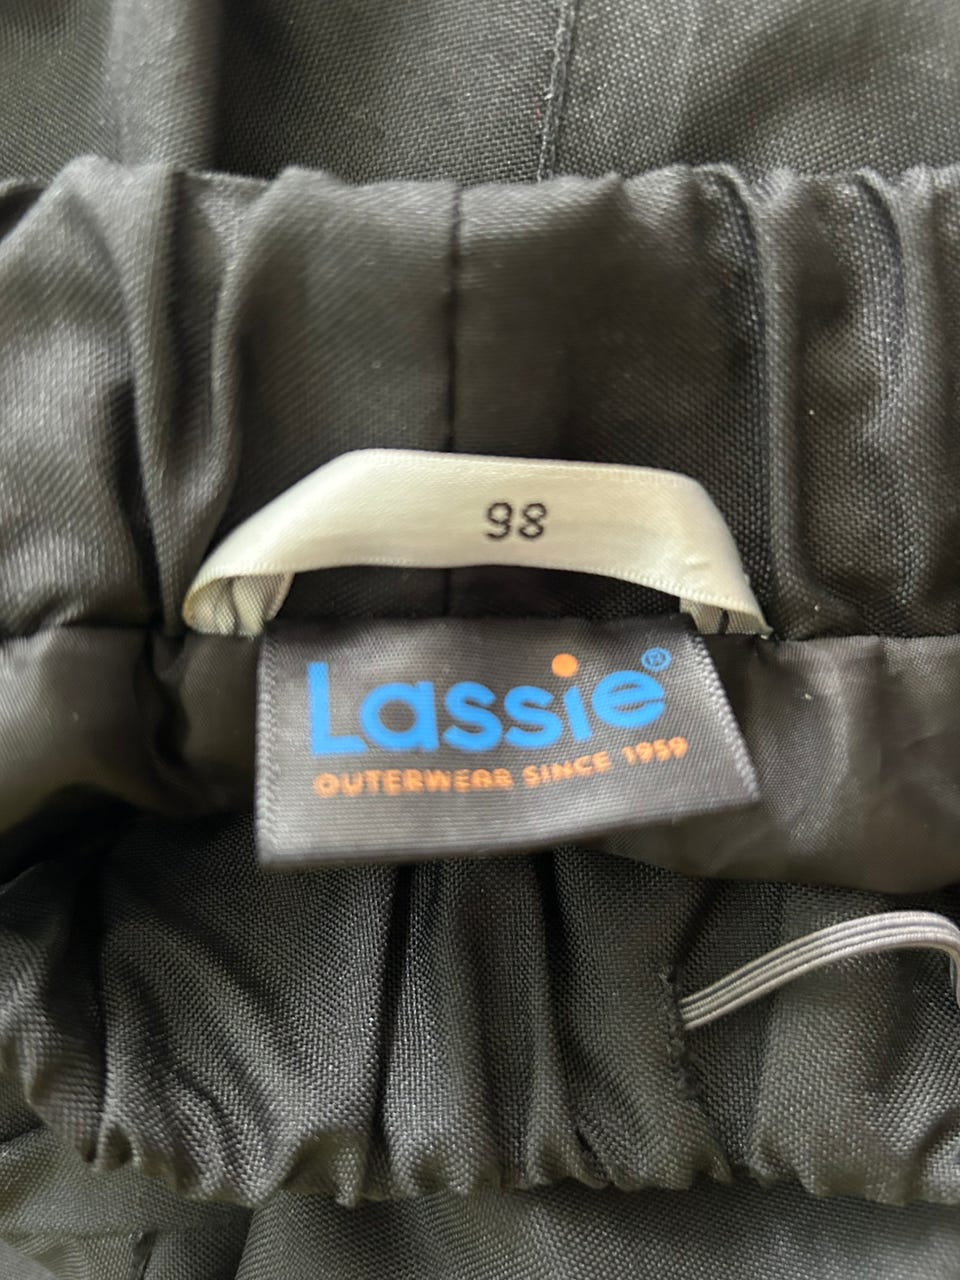 98
Lassie®
OUTERWEAR SINCE 1959